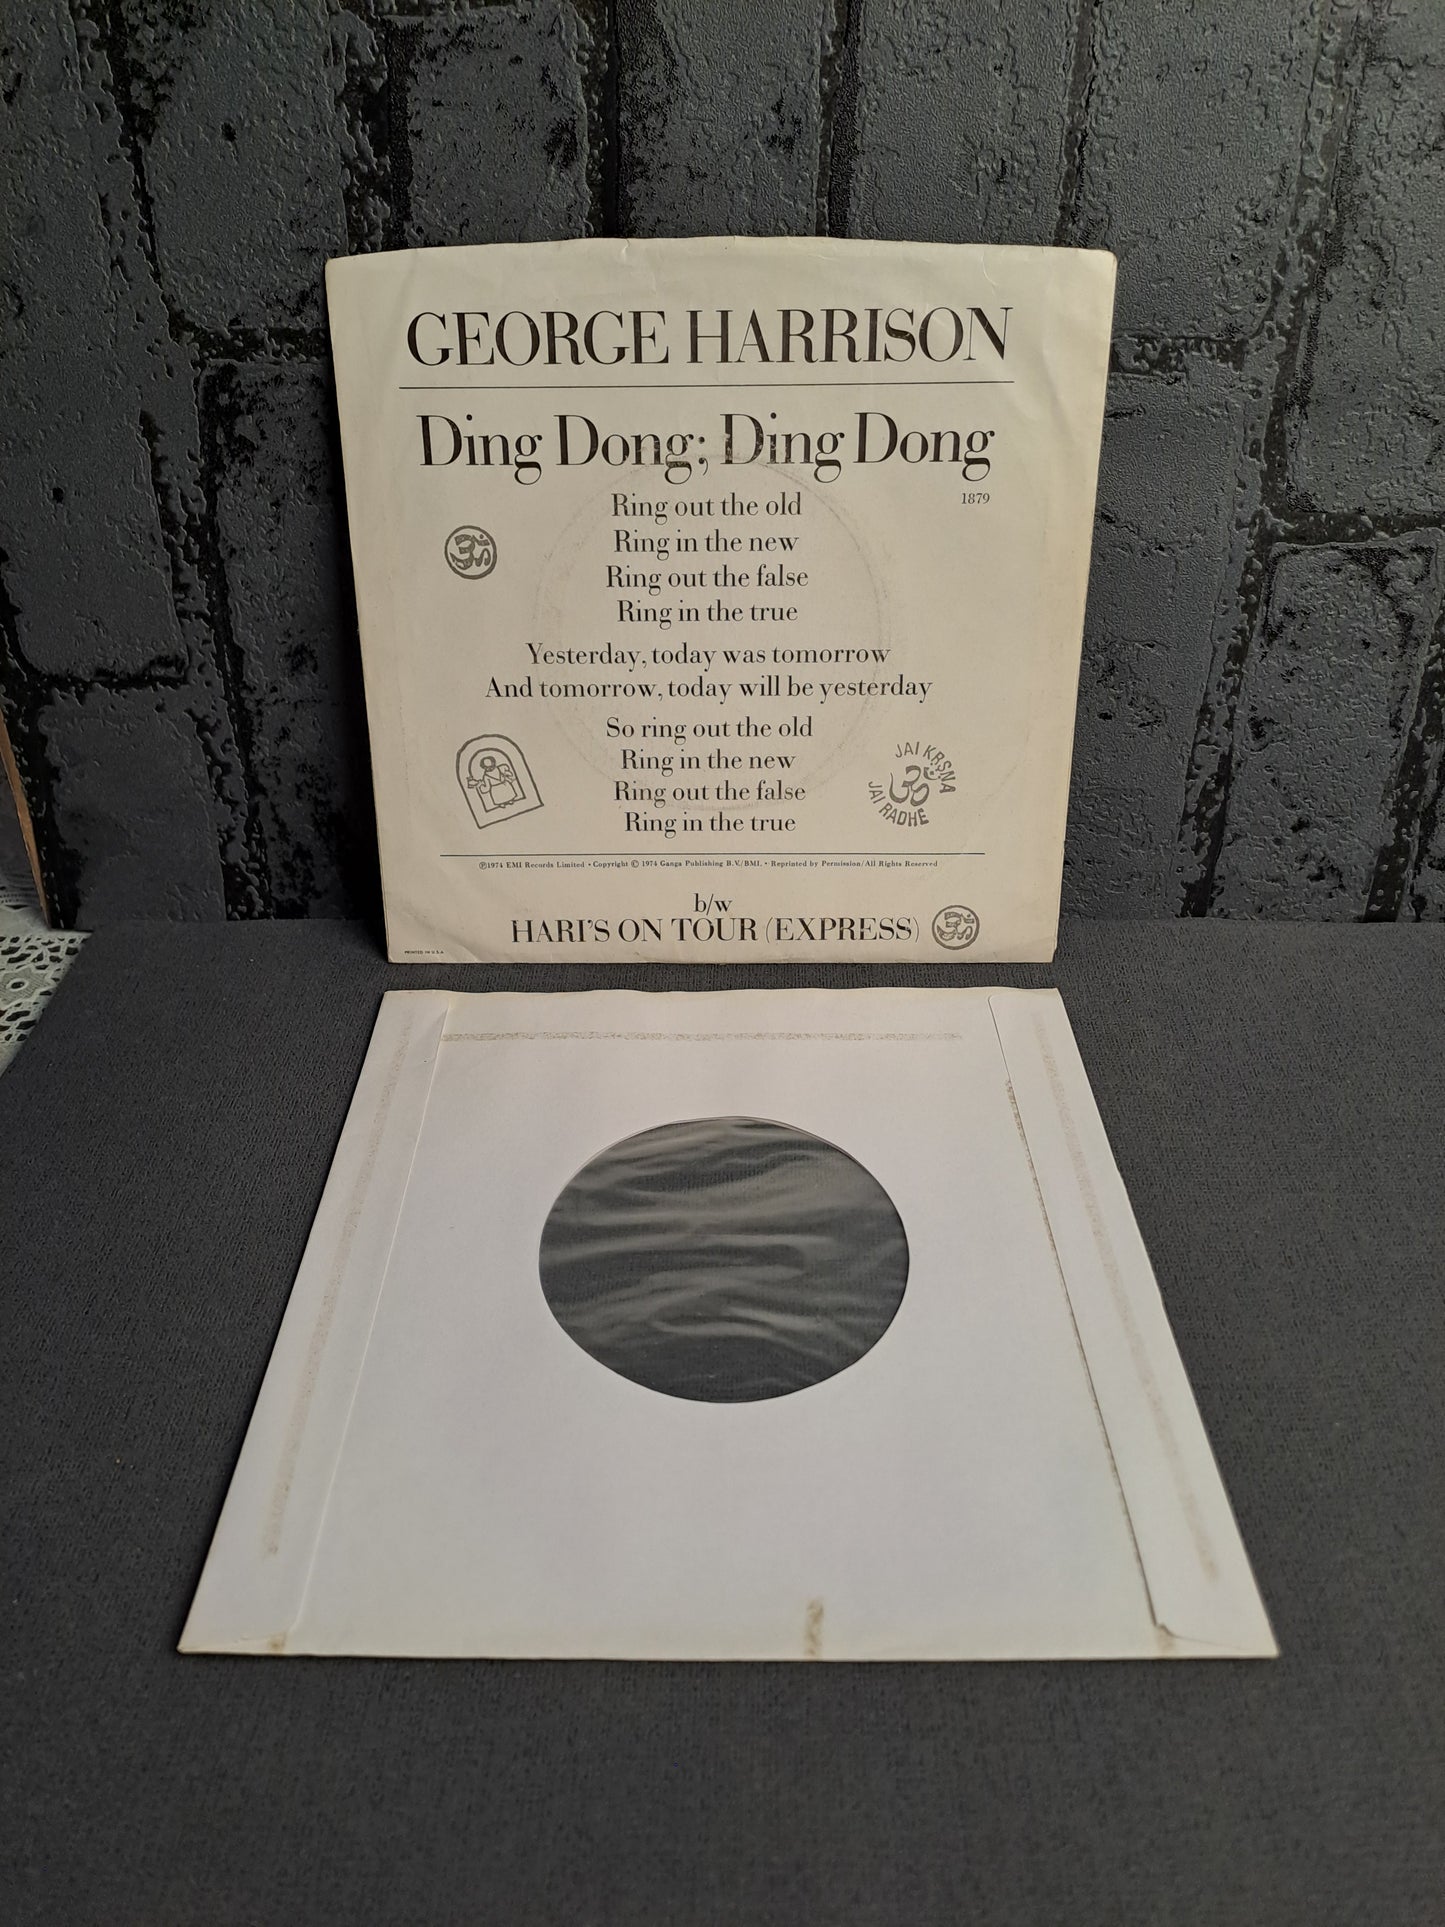 GEORGE HARRISON
Ding Dong; Ding Dong
1879
Ring out the old
Ring in the new
Ring out the false
Ring in the true
Yesterday, today was tomorrow
And tomorrow, today will be yesterday
So ring out the old
Ring in the new
Ring out the false
Ring in the true
ॐ
JAI KRSNA
ॐ
JAI RADHE
℗1974 EMI Records Limited • Copyright © 1974 Ganga Publishing B.V./BMI. • Reprinted by Permission/All Rights Reserved
b/w
HARI'S ON TOUR (EXPRESS)
ॐ
PRINTED IN U.S.A